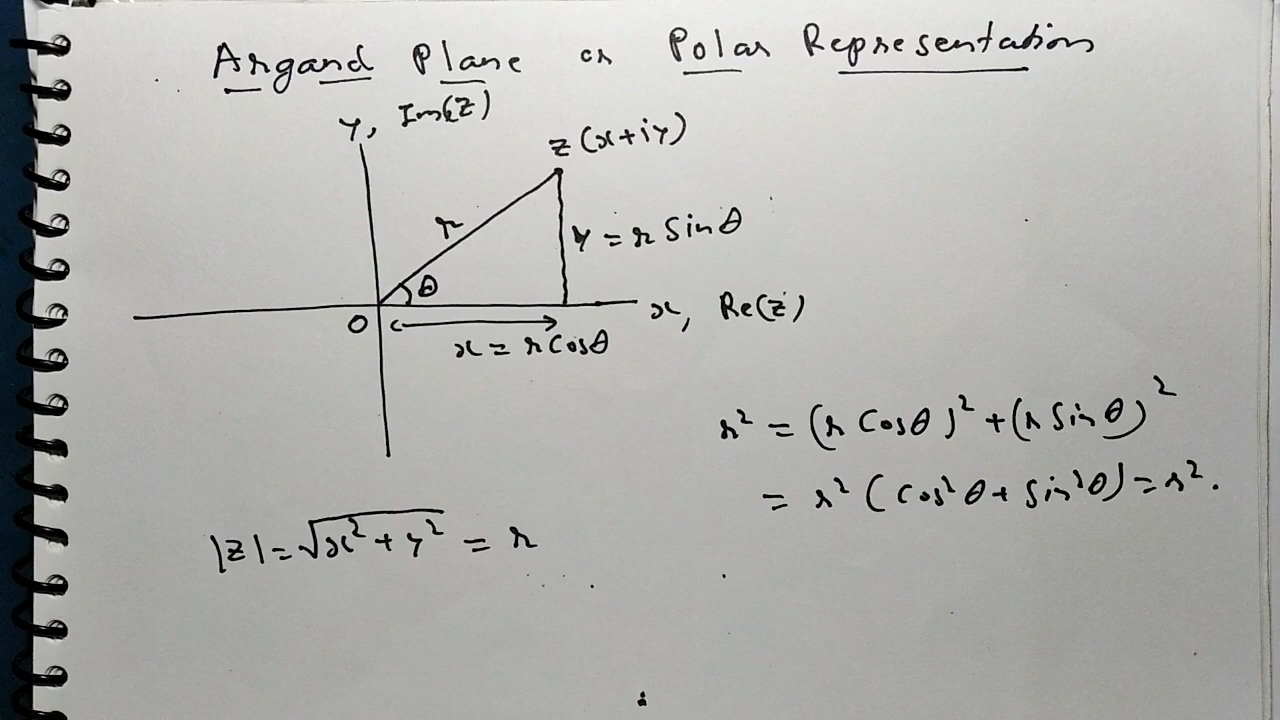 Argand Plane or Polar Representation
y, Im(z)
z (x+iy)
r
y = r Sinθ
θ
O
x, Re(z)
x = r Cosθ
r² = (r Cosθ)² + (r Sinθ)²
= r² (Cos²θ + Sin²θ) = r².
|z| = √x² + y² = r